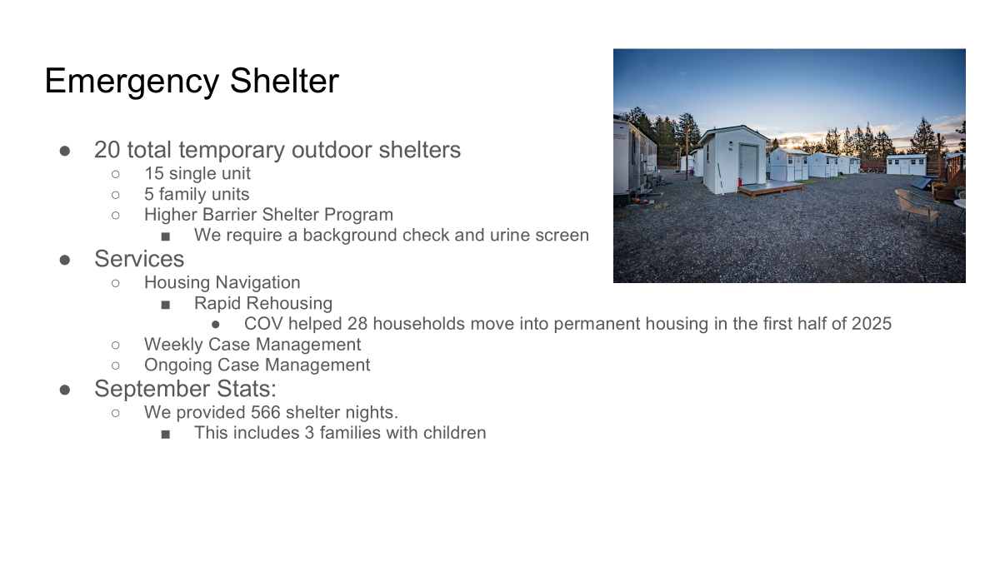 Emergency Shelter
● 20 total temporary outdoor shelters
○ 15 single unit
○ 5 family units
○ Higher Barrier Shelter Program
■ We require a background check and urine screen
● Services
○ Housing Navigation
■ Rapid Rehousing
● COV helped 28 households move into permanent housing in the first half of 2025
○ Weekly Case Management
○ Ongoing Case Management
● September Stats:
○ We provided 566 shelter nights.
■ This includes 3 families with children